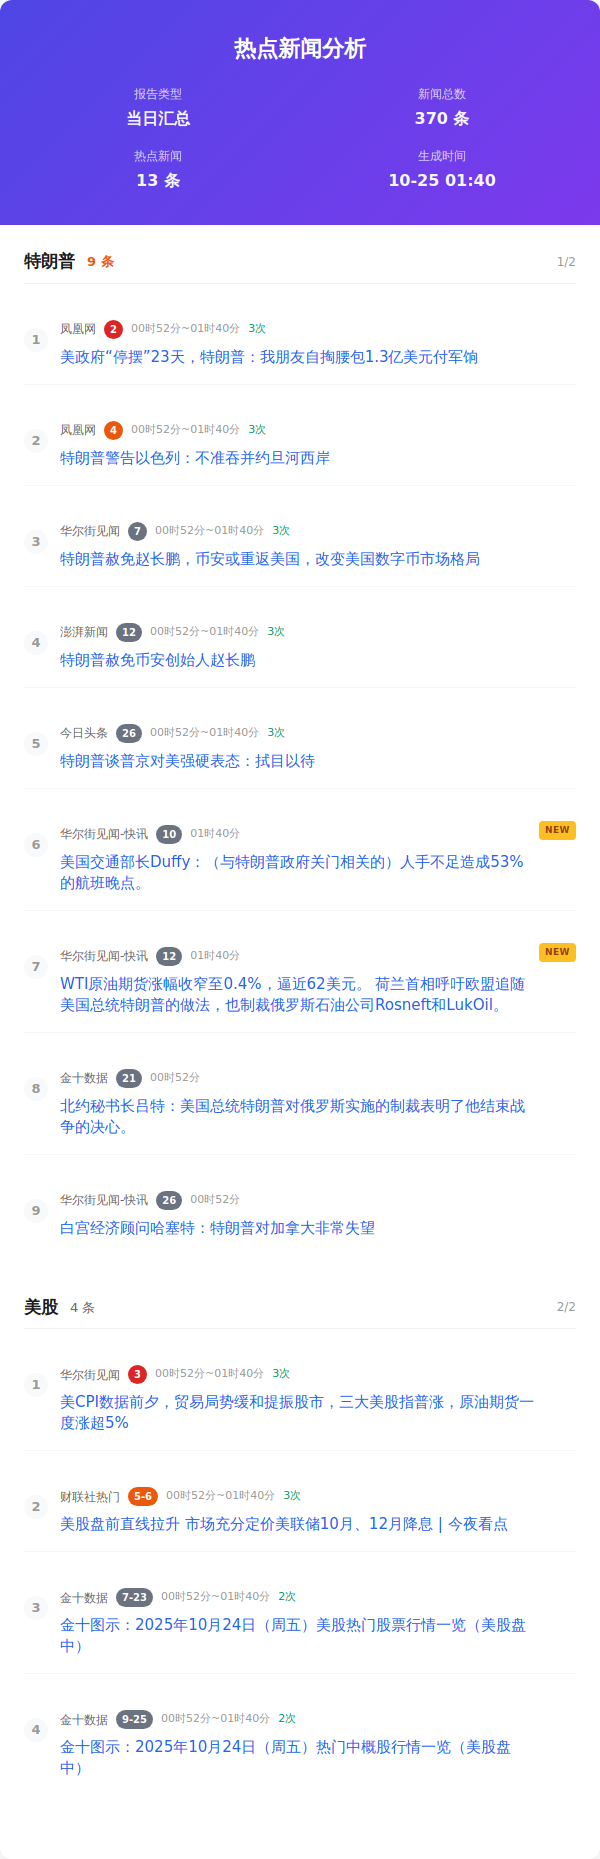 热点新闻分析
报告类型
当日汇总
新闻总数
370 条
热点新闻
13 条
生成时间
10-25 01:40
特朗普 9 条 1/2
1
凤凰网 2 00时52分~01时40分 3次
美政府“停摆”23天，特朗普：我朋友自掏腰包1.3亿美元付军饷
2
凤凰网 4 00时52分~01时40分 3次
特朗普警告以色列：不准吞并约旦河西岸
3
华尔街见闻 7 00时52分~01时40分 3次
特朗普赦免赵长鹏，币安或重返美国，改变美国数字币市场格局
4
澎湃新闻 12 00时52分~01时40分 3次
特朗普赦免币安创始人赵长鹏
5
今日头条 26 00时52分~01时40分 3次
特朗普谈普京对美强硬表态：拭目以待
6
华尔街见闻-快讯 10 01时40分 NEW
美国交通部长Duffy：（与特朗普政府关门相关的）人手不足造成53%
的航班晚点。
7
华尔街见闻-快讯 12 01时40分 NEW
WTI原油期货涨幅收窄至0.4%，逼近62美元。 荷兰首相呼吁欧盟追随
美国总统特朗普的做法，也制裁俄罗斯石油公司Rosneft和LukOil。
8
金十数据 21 00时52分
北约秘书长吕特：美国总统特朗普对俄罗斯实施的制裁表明了他结束战
争的决心。
9
华尔街见闻-快讯 26 00时52分
白宫经济顾问哈塞特：特朗普对加拿大非常失望
美股 4 条 2/2
1
华尔街见闻 3 00时52分~01时40分 3次
美CPI数据前夕，贸易局势缓和提振股市，三大美股指普涨，原油期货一
度涨超5%
2
财联社热门 5-6 00时52分~01时40分 3次
美股盘前直线拉升 市场充分定价美联储10月、12月降息 | 今夜看点
3
金十数据 7-23 00时52分~01时40分 2次
金十图示：2025年10月24日（周五）美股热门股票行情一览（美股盘
中）
4
金十数据 9-25 00时52分~01时40分 2次
金十图示：2025年10月24日（周五）热门中概股行情一览（美股盘
中）